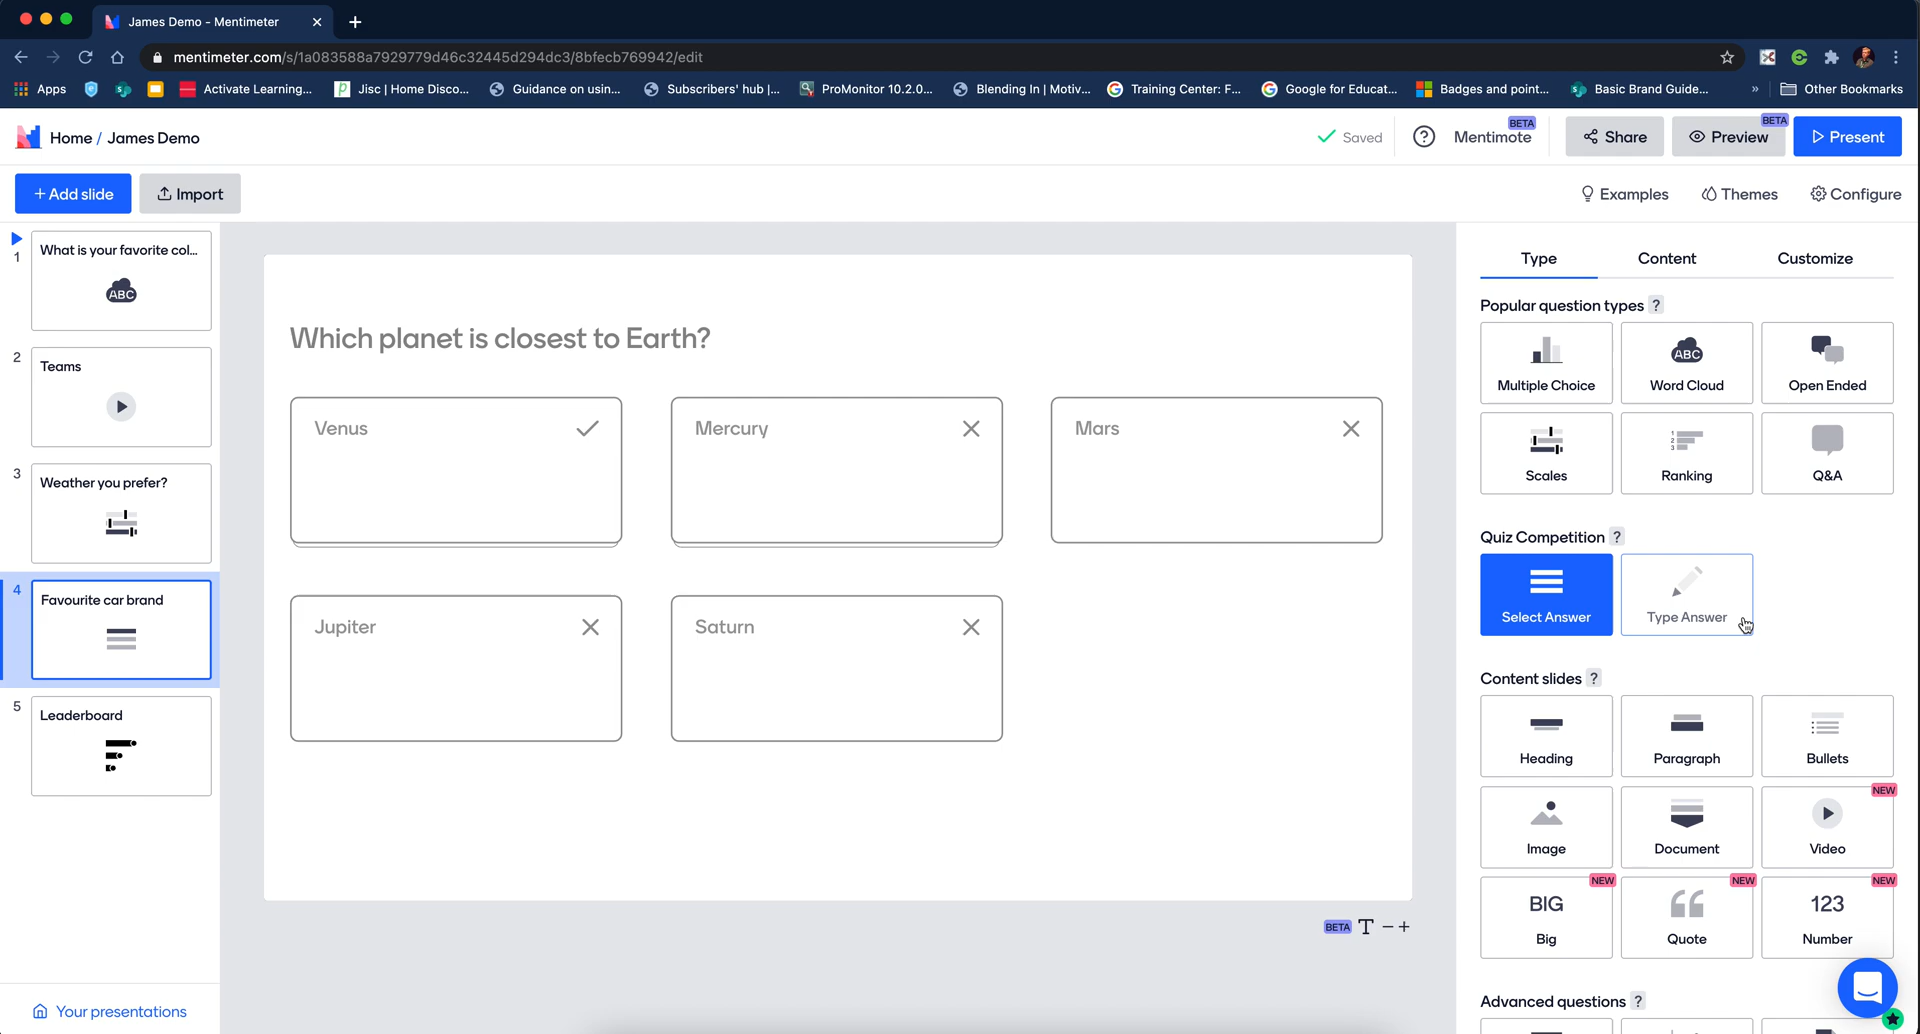 James Demo - Mentimeter
mentimeter.com/s/1a083588a7929779d46c32445d294dc3/8bfecb769942/edit
Apps
Activate Learning...
Jisc | Home Disco...
Guidance on usin...
Subscribers' hub |...
ProMonitor 10.2.0...
Blending In | Motiv...
Training Center: F...
Google for Educat...
Badges and point...
Basic Brand Guide...
»
Other Bookmarks
Home / James Demo
Saved
Mentimote
BETA
Share
Preview
BETA
Present
+ Add slide
Import
Examples
Themes
Configure
1
What is your favorite col...
ABC
2
Teams
3
Weather you prefer?
4
Favourite car brand
5
Leaderboard
Your presentations
Which planet is closest to Earth?
Venus
Mercury
Mars
Jupiter
Saturn
BETA T − +
Type
Content
Customize
Popular question types ?
Multiple Choice
ABC
Word Cloud
Open Ended
Scales
1
2
3
Ranking
Q&A
Quiz Competition ?
Select Answer
Type Answer
Content slides ?
Heading
Paragraph
Bullets
Image
Document
NEW
Video
NEW
BIG
Big
NEW
Quote
NEW
123
Number
Advanced questions ?